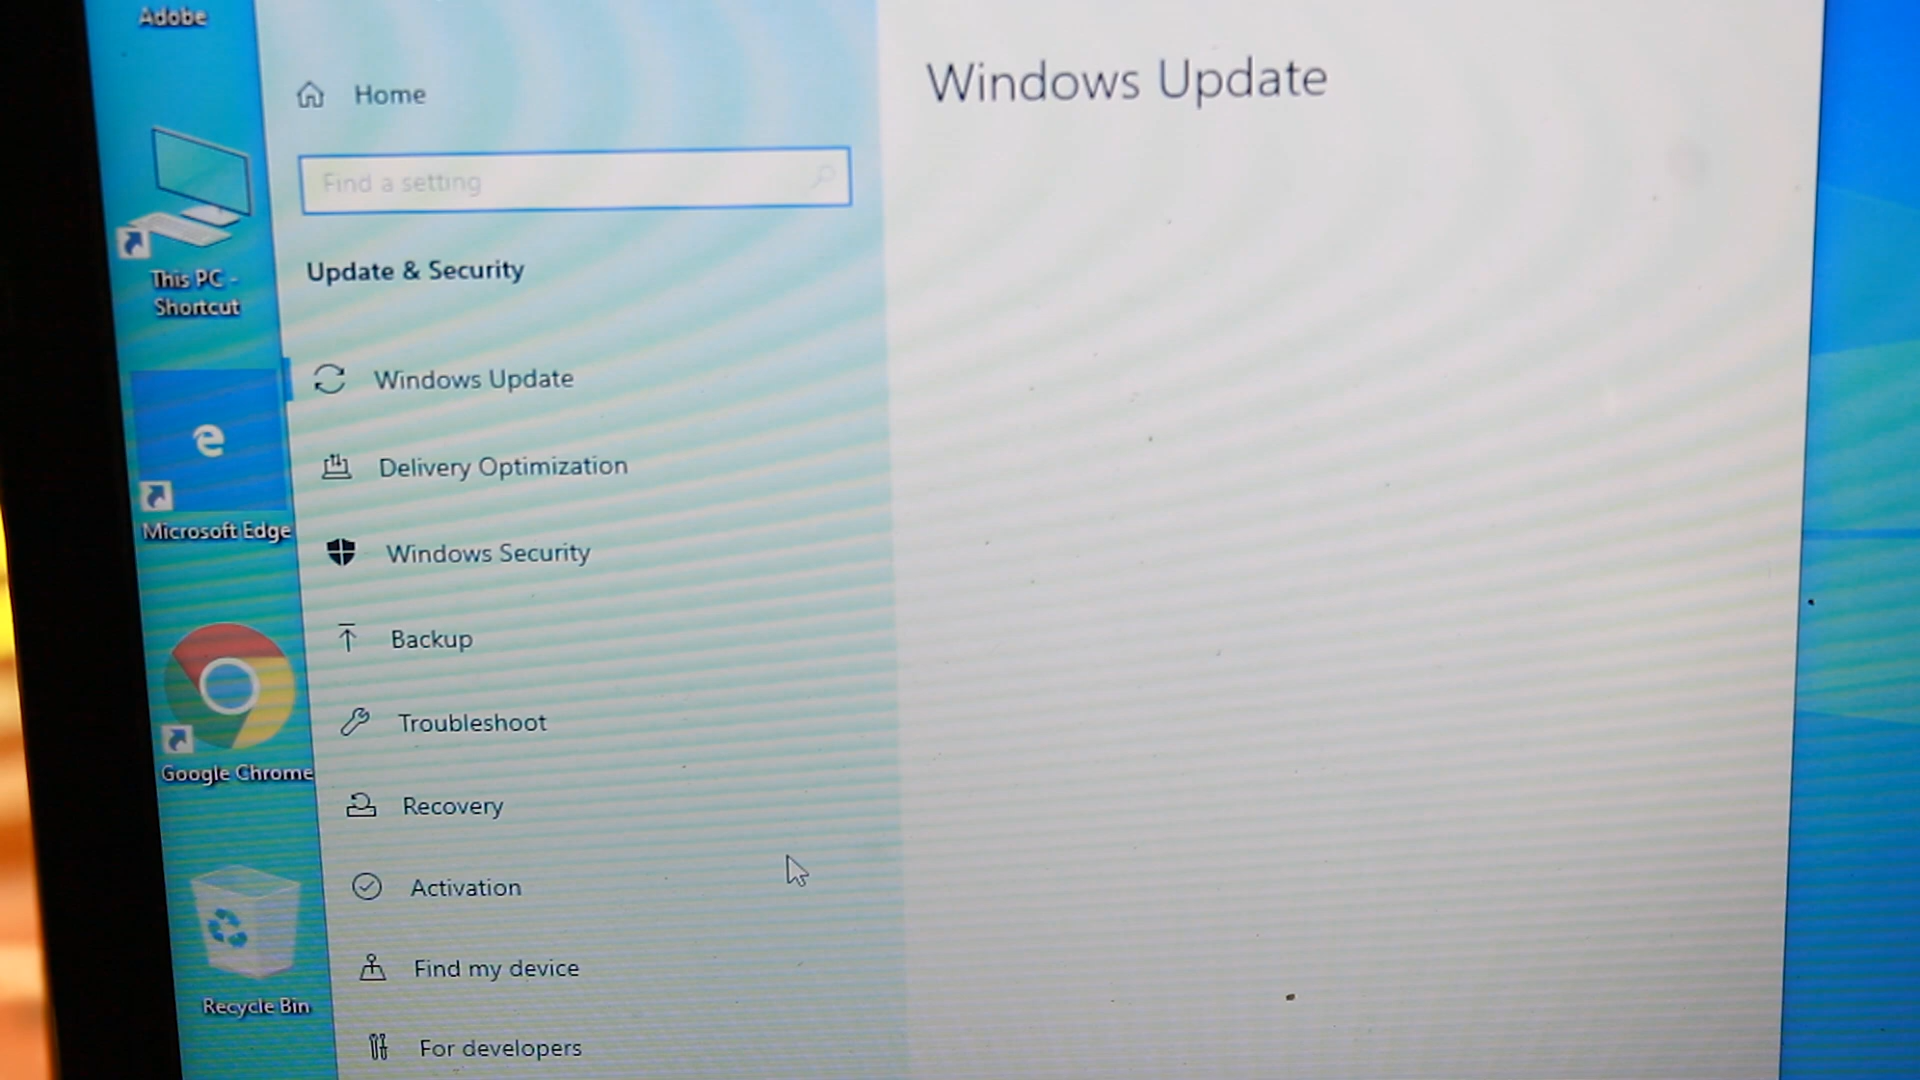 Adobe
This PC -
Shortcut
Microsoft Edge
Google Chrome
Recycle Bin
Home
Find a setting
Update & Security
Windows Update
Delivery Optimization
Windows Security
Backup
Troubleshoot
Recovery
Activation
Find my device
For developers
Windows Update